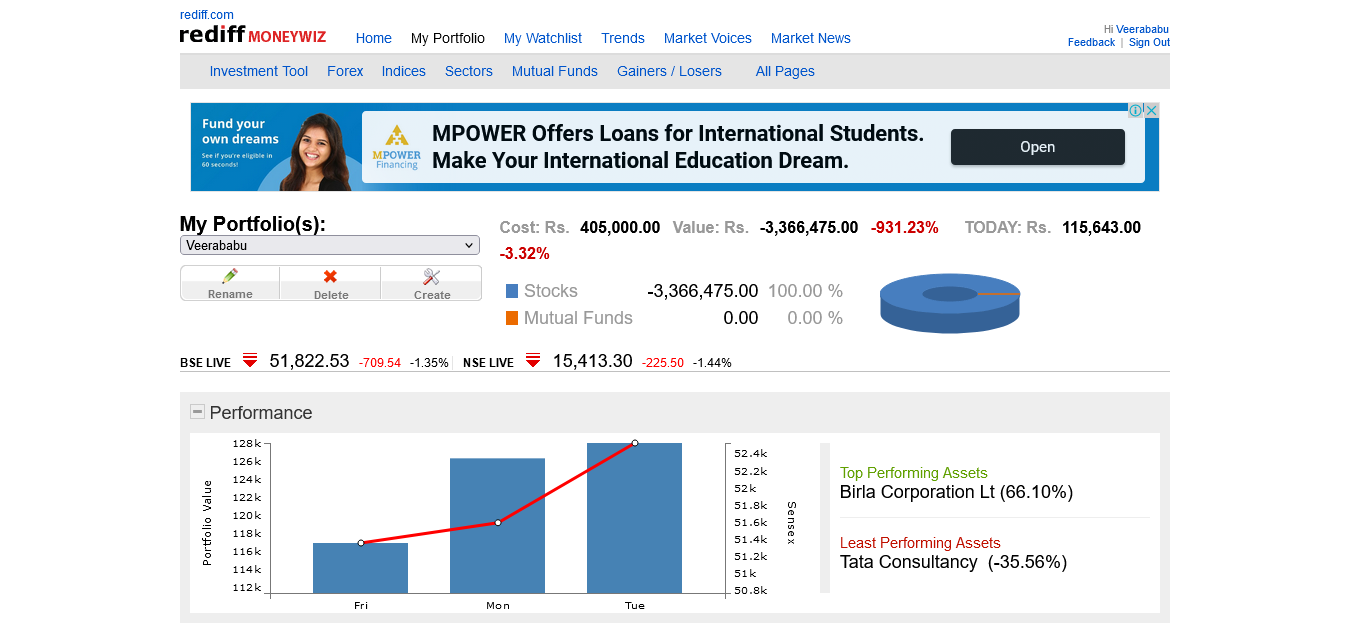 rediff.com
rediff MONEYWIZ
Home My Portfolio My Watchlist Trends Market Voices Market News
Hi Veerababu
Feedback | Sign Out
Investment Tool Forex Indices Sectors Mutual Funds Gainers / Losers All Pages
Fund your
own dreams
See if you're eligible in
60 seconds!
MPOWER
Financing
MPOWER Offers Loans for International Students.
Make Your International Education Dream.
Open
My Portfolio(s):
Veerababu
Rename Delete Create
Cost: Rs. 405,000.00 Value: Rs. -3,366,475.00 -931.23% TODAY: Rs. 115,643.00
-3.32%
Stocks -3,366,475.00 100.00 %
Mutual Funds 0.00 0.00 %
BSE LIVE 51,822.53 -709.54 -1.35% NSE LIVE 15,413.30 -225.50 -1.44%
Performance
Portfolio Value
128k
126k
124k
122k
120k
118k
116k
114k
112k
Fri Mon Tue
52.4k
52.2k
52k
51.8k
51.6k
51.4k
51.2k
51k
50.8k
Sensex
Top Performing Assets
Birla Corporation Lt (66.10%)
Least Performing Assets
Tata Consultancy (-35.56%)